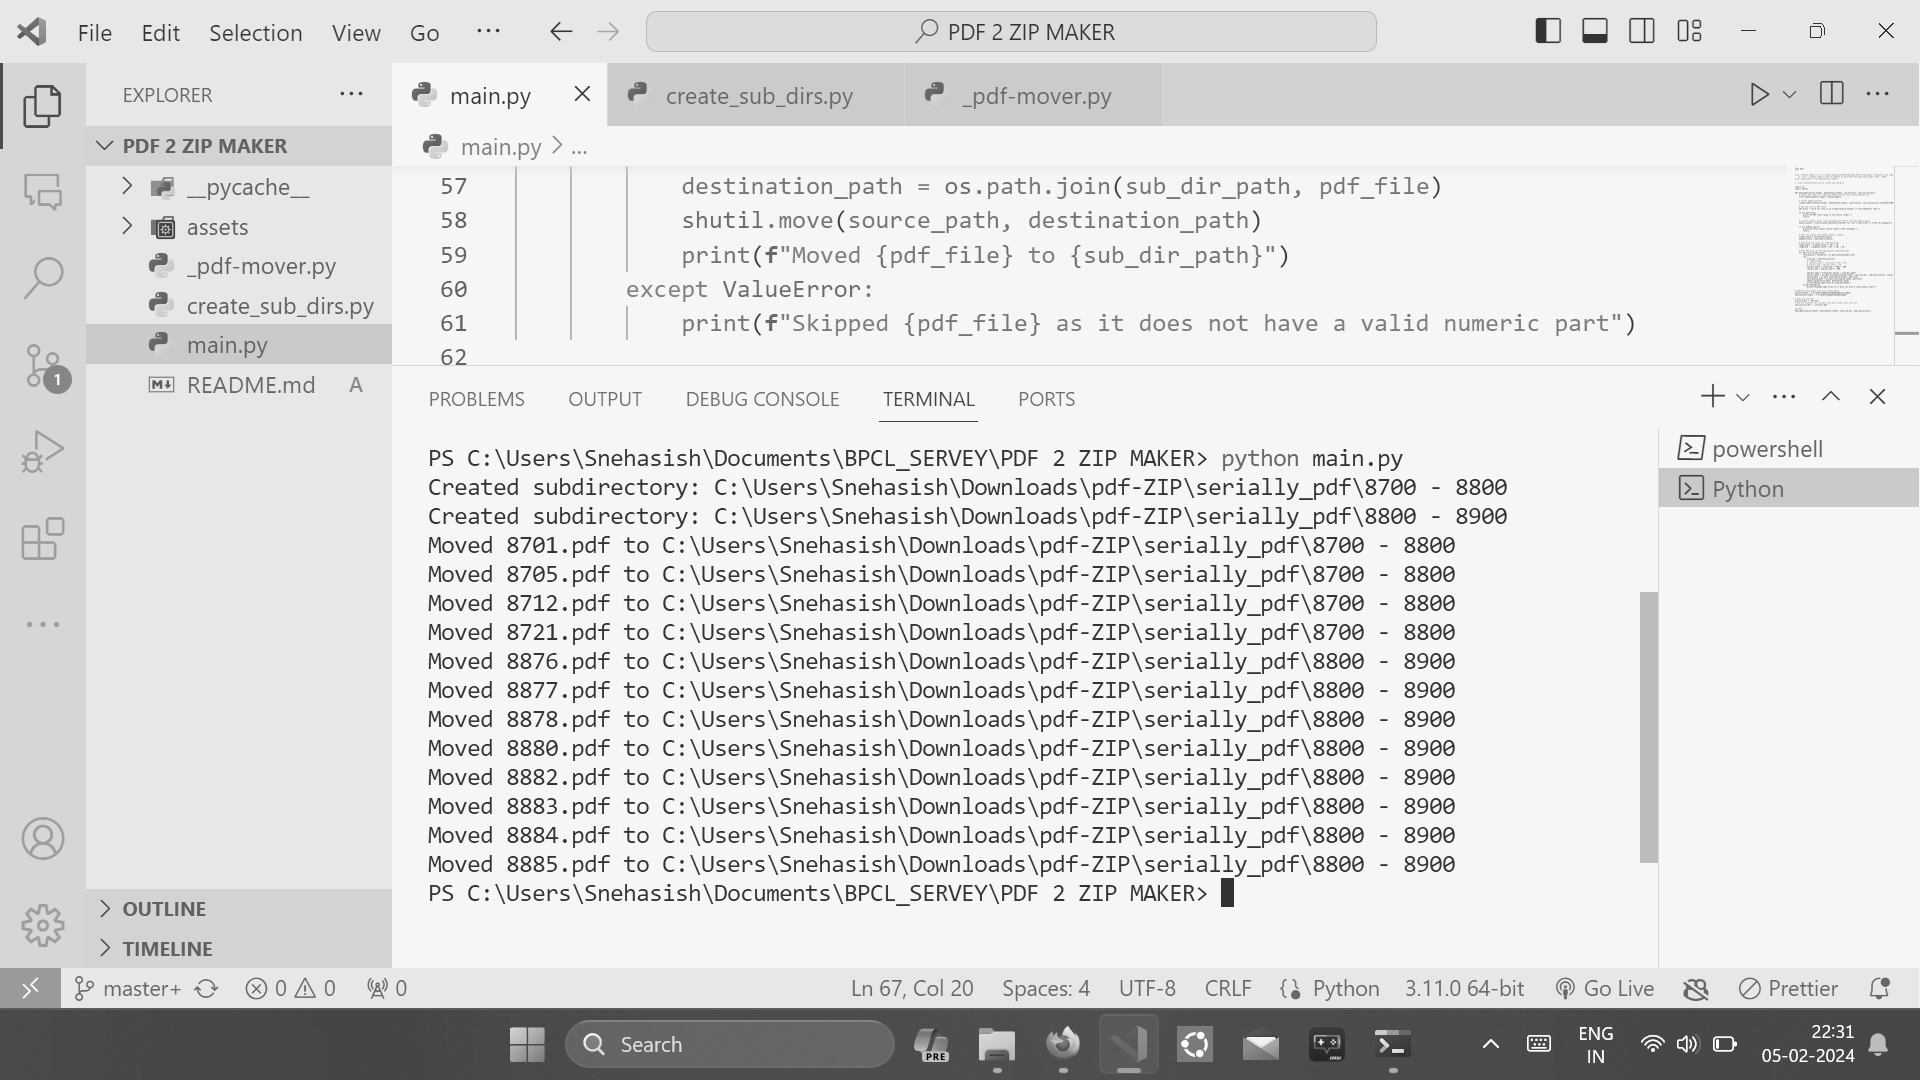 File Edit Selection View Go ... PDF 2 ZIP MAKER
EXPLORER ...
PDF 2 ZIP MAKER
__pycache__
assets
_pdf-mover.py
create_sub_dirs.py
main.py
README.md A
OUTLINE
TIMELINE
1
main.py create_sub_dirs.py _pdf-mover.py
main.py > ...
57 destination_path = os.path.join(sub_dir_path, pdf_file)
58 shutil.move(source_path, destination_path)
59 print(f"Moved {pdf_file} to {sub_dir_path}")
60 except ValueError:
61 print(f"Skipped {pdf_file} as it does not have a valid numeric part")
62
PROBLEMS OUTPUT DEBUG CONSOLE TERMINAL PORTS
PS C:\Users\Snehasish\Documents\BPCL_SERVEY\PDF 2 ZIP MAKER> python main.py
Created subdirectory: C:\Users\Snehasish\Downloads\pdf-ZIP\serially_pdf\8700 - 8800
Created subdirectory: C:\Users\Snehasish\Downloads\pdf-ZIP\serially_pdf\8800 - 8900
Moved 8701.pdf to C:\Users\Snehasish\Downloads\pdf-ZIP\serially_pdf\8700 - 8800
Moved 8705.pdf to C:\Users\Snehasish\Downloads\pdf-ZIP\serially_pdf\8700 - 8800
Moved 8712.pdf to C:\Users\Snehasish\Downloads\pdf-ZIP\serially_pdf\8700 - 8800
Moved 8721.pdf to C:\Users\Snehasish\Downloads\pdf-ZIP\serially_pdf\8700 - 8800
Moved 8876.pdf to C:\Users\Snehasish\Downloads\pdf-ZIP\serially_pdf\8800 - 8900
Moved 8877.pdf to C:\Users\Snehasish\Downloads\pdf-ZIP\serially_pdf\8800 - 8900
Moved 8878.pdf to C:\Users\Snehasish\Downloads\pdf-ZIP\serially_pdf\8800 - 8900
Moved 8880.pdf to C:\Users\Snehasish\Downloads\pdf-ZIP\serially_pdf\8800 - 8900
Moved 8882.pdf to C:\Users\Snehasish\Downloads\pdf-ZIP\serially_pdf\8800 - 8900
Moved 8883.pdf to C:\Users\Snehasish\Downloads\pdf-ZIP\serially_pdf\8800 - 8900
Moved 8884.pdf to C:\Users\Snehasish\Downloads\pdf-ZIP\serially_pdf\8800 - 8900
Moved 8885.pdf to C:\Users\Snehasish\Downloads\pdf-ZIP\serially_pdf\8800 - 8900
PS C:\Users\Snehasish\Documents\BPCL_SERVEY\PDF 2 ZIP MAKER>
powershell
Python
master+ 0 0 0 Ln 67, Col 20 Spaces: 4 UTF-8 CRLF Python 3.11.0 64-bit Go Live Prettier
Search PRE msi ENG IN 22:31
05-02-2024